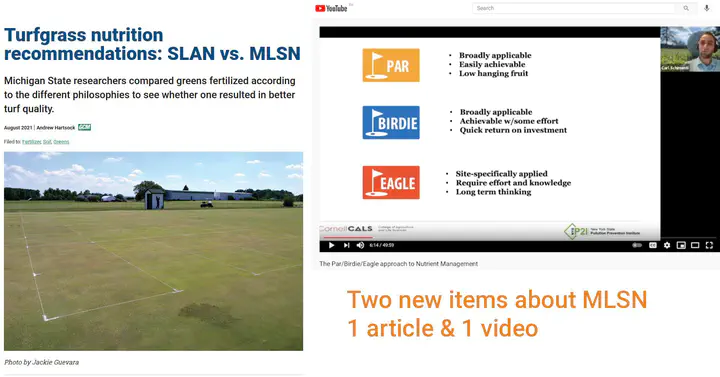 Turfgrass nutrition
recommendations: SLAN vs. MLSN
Michigan State researchers compared greens fertilized according
to the different philosophies to see whether one resulted in better
turf quality.
August 2021 | Andrew Hartsock GCM
Filed to: Fertilizer, Soil, Greens
Photo by Jackie Guevara
YouTube
Search
PAR
• Broadly applicable
• Easily achievable
• Low hanging fruit
BIRDIE
• Broadly applicable
• Achievable w/some effort
• Quick return on investment
EAGLE
• Site-specifically applied
• Require effort and knowledge
• Long term thinking
CornellCALS
New York State
Pollution Prevention Institute
6:14 / 49:59
The Par/Birdie/Eagle approach to Nutrient Management
Two new items about MLSN
1 article & 1 video